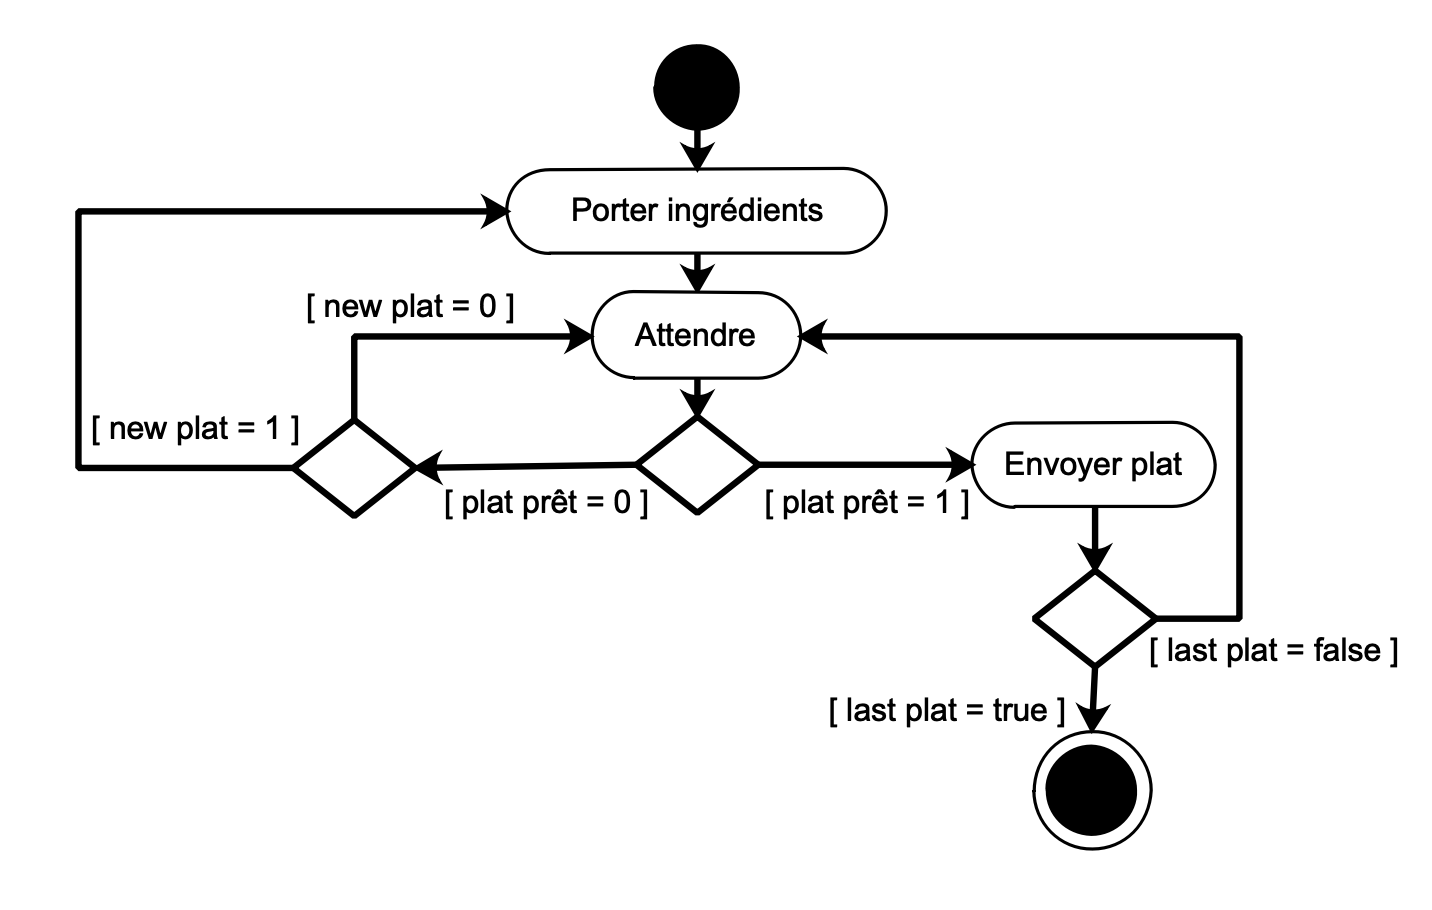 Porter ingrédients
[ new plat = 0 ]
Attendre
[ new plat = 1 ]
Envoyer plat
[ plat prêt = 0 ]
[ plat prêt = 1 ]
[ last plat = false ]
[ last plat = true ]